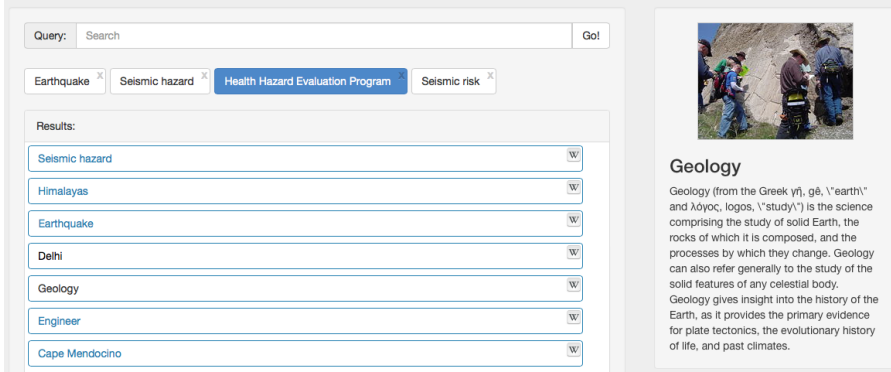 Query: Search Go!
Earthquake x Seismic hazard x Health Hazard Evaluation Program x Seismic risk x
Results:
Seismic hazard W
Himalayas W
Earthquake W
Delhi W
Geology W
Engineer W
Cape Mendocino W
Geology
Geology (from the Greek γῆ, gê, \"earth\"
and λόγος, logos, \"study\") is the science
comprising the study of solid Earth, the
rocks of which it is composed, and the
processes by which they change. Geology
can also refer generally to the study of the
solid features of any celestial body.
Geology gives insight into the history of the
Earth, as it provides the primary evidence
for plate tectonics, the evolutionary history
of life, and past climates.